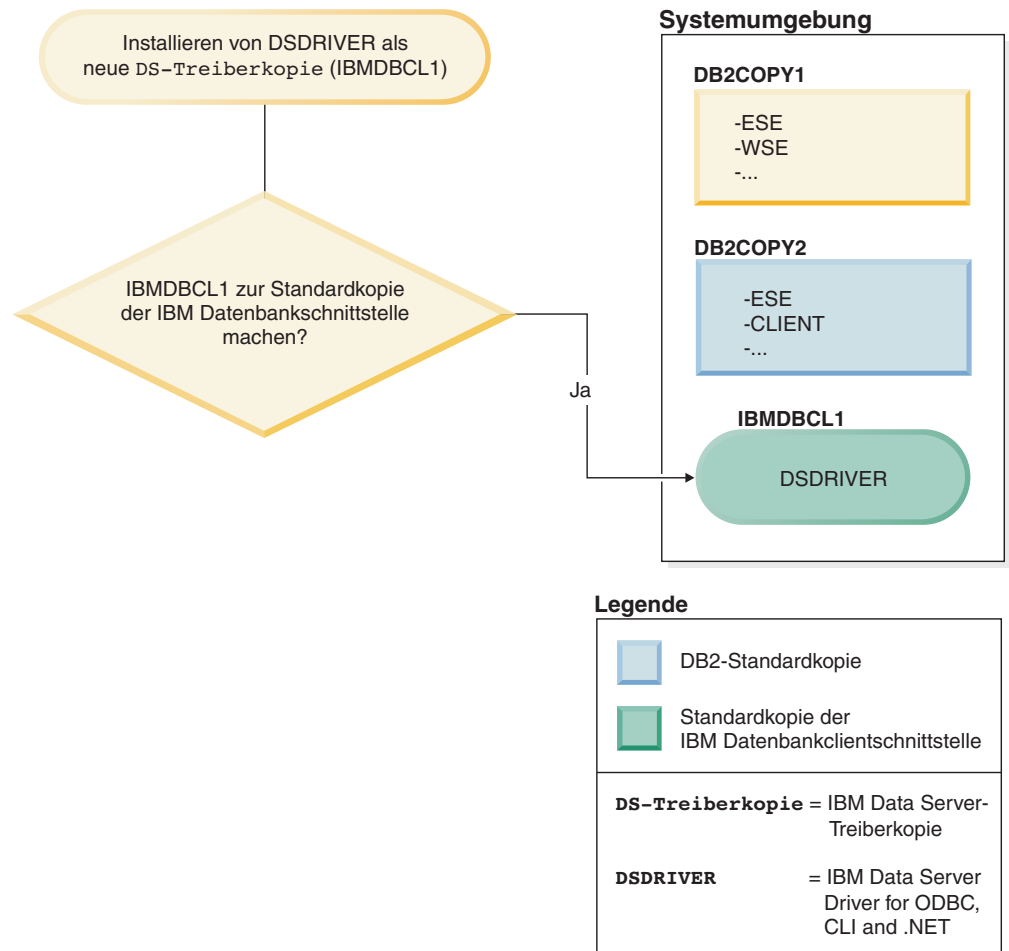 Installieren von DSDRIVER als
neue DS-Treiberkopie (IBMDBCL1)
IBMDBCL1 zur Standardkopie
der IBM Datenbankschnittstelle
machen?
Ja
Systemumgebung
DB2COPY1
-ESE
-WSE
-...
DB2COPY2
-ESE
-CLIENT
-...
IBMDBCL1
DSDRIVER
Legende
DB2-Standardkopie
Standardkopie der
IBM Datenbankclientschnittstelle
DS-Treiberkopie = IBM Data Server-
Treiberkopie
DSDRIVER = IBM Data Server
Driver for ODBC,
CLI and .NET